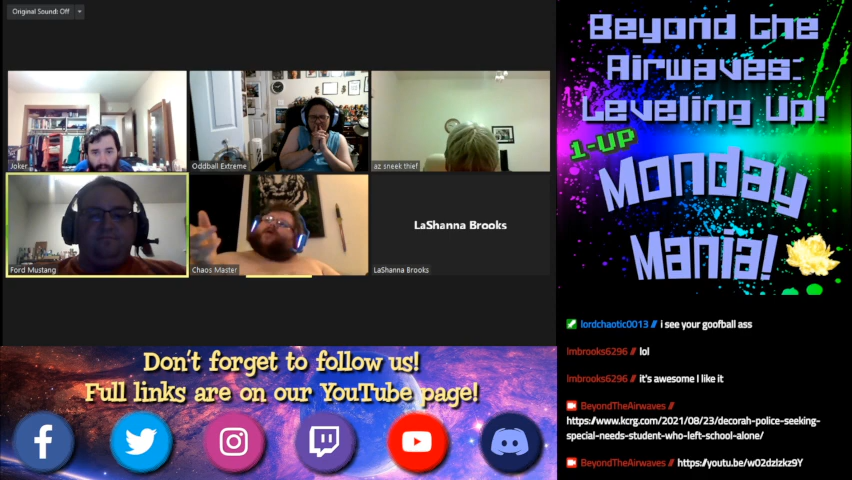 Original Sound: Off
Joker
Oddball Extreme
az sneek thief
Ford Mustang
Chaos Master
LaShanna Brooks
LaShanna Brooks
Don't forget to follow us!
Full links are on our YouTube page!
Beyond the
Airwaves:
Leveling Up!
1-UP
Monday
Mania!
lordchaotic0013 // i see your goofball ass
lmbrooks6296 // lol
lmbrooks6296 // it's awesome I like it
BeyondTheAirwaves //
https://www.kcrg.com/2021/08/23/decorah-police-seeking-
special-needs-student-who-left-school-alone/
BeyondTheAirwaves // https://youtu.be/w02dzlzkz9Y